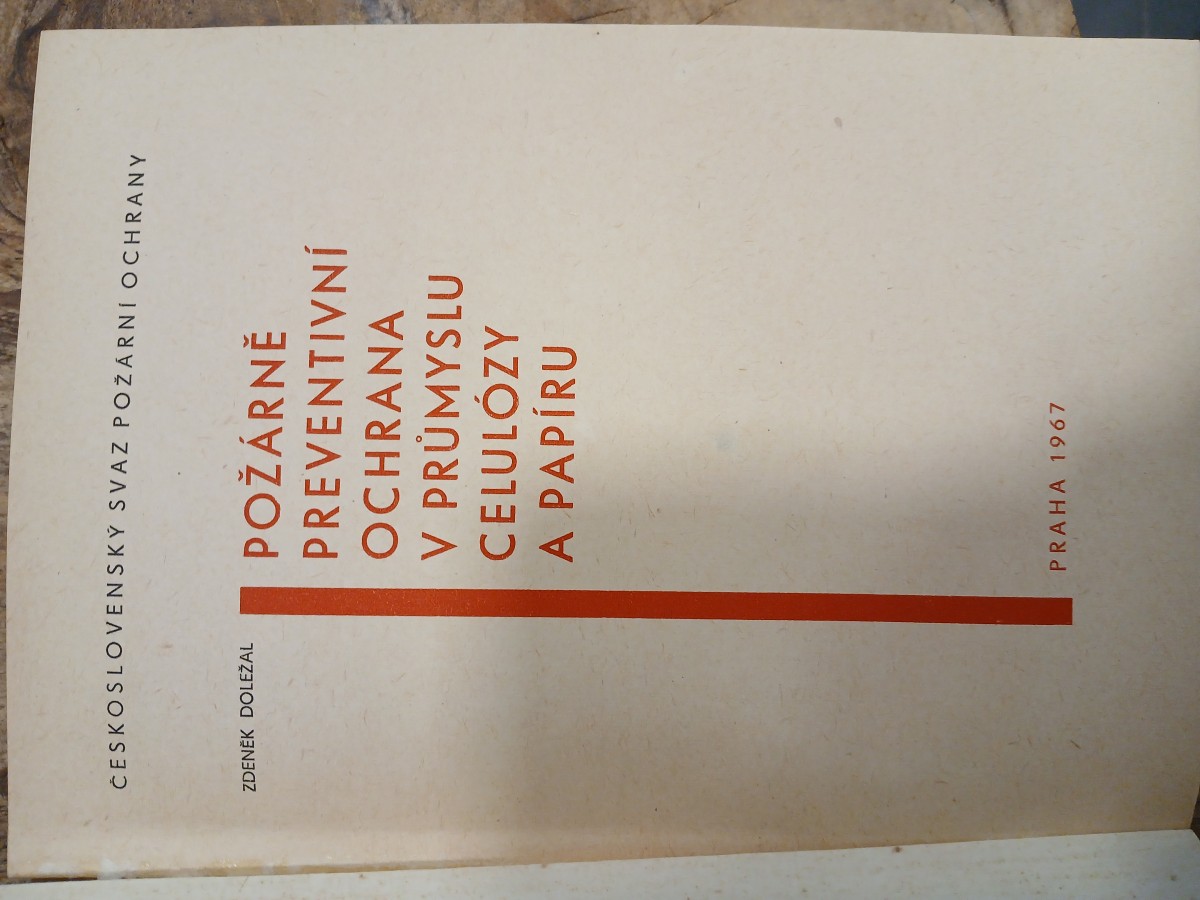 ČESKOSLOVENSKÝ SVAZ POŽÁRNÍ OCHRANY
ZDENĚK DOLEŽAL
POŽÁRNĚ
PREVENTIVNÍ
OCHRANA
V PRŮMYSLU
CELULÓZY
A PAPÍRU
PRAHA 1967